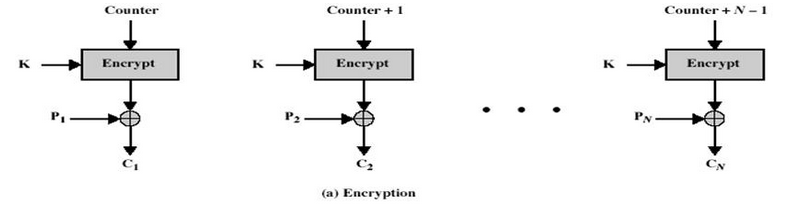 Counter
Counter + 1
Counter + N – 1
K
Encrypt
K
Encrypt
K
Encrypt
P1
P2
PN
C1
C2
CN
(a) Encryption